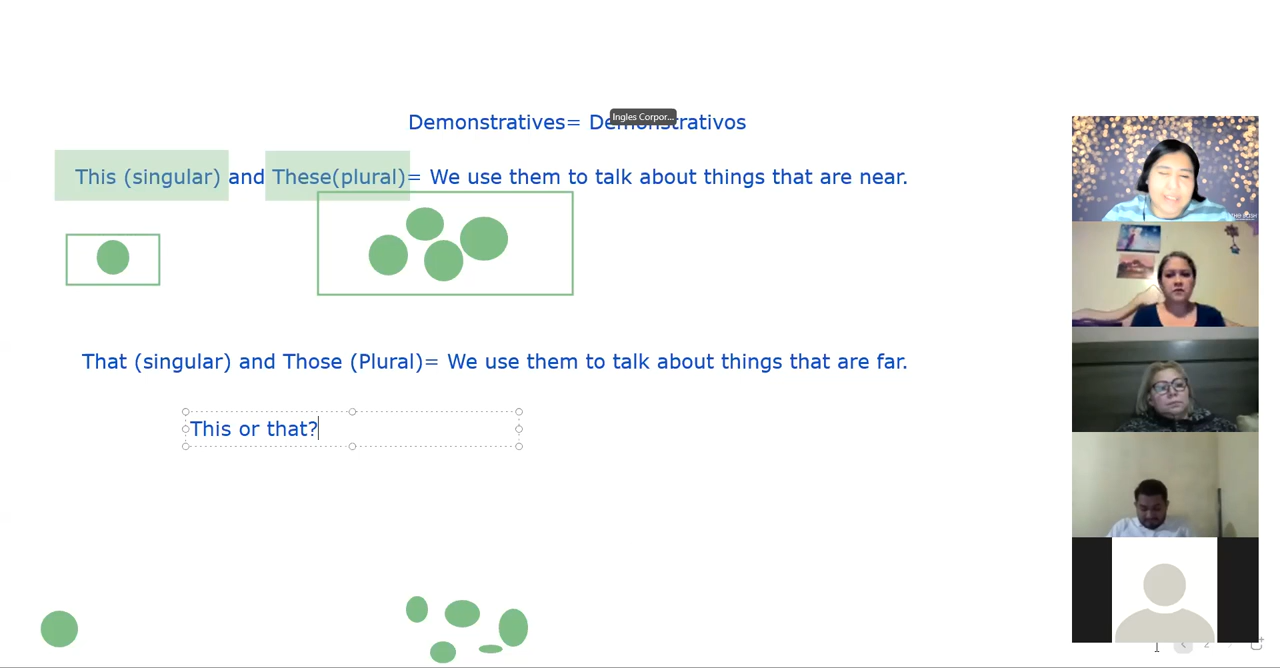 Demonstratives= Demonstrativos
Ingles Corpor...
This (singular) and These(plural)= We use them to talk about things that are near.
That (singular) and Those (Plural)= We use them to talk about things that are far.
This or that?
2